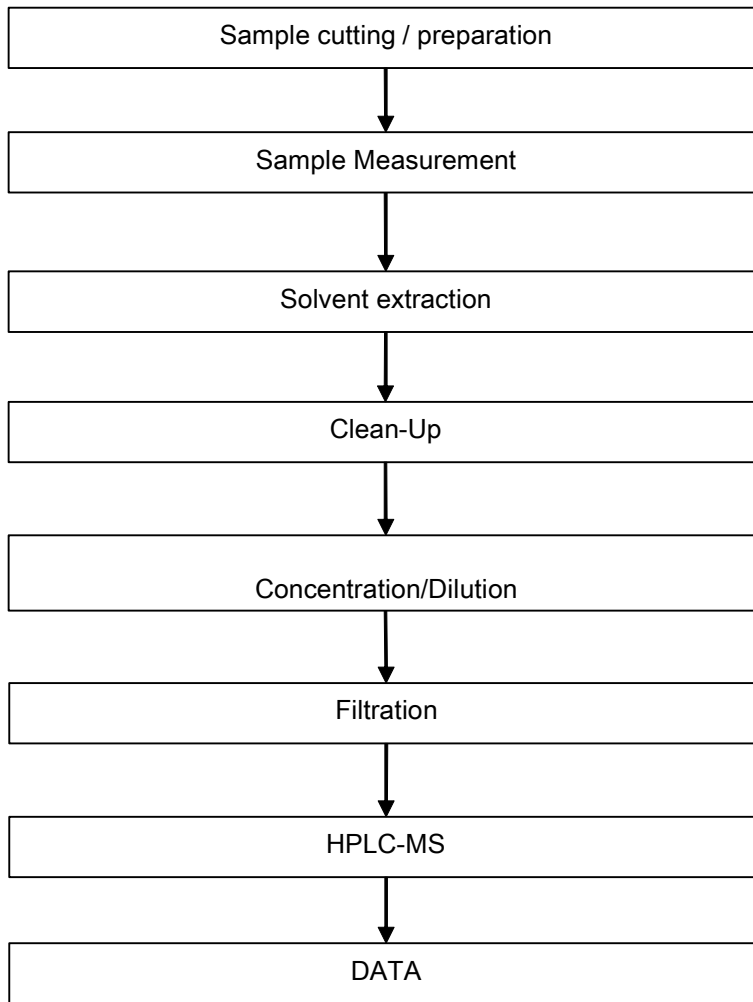 Sample cutting / preparation
Sample Measurement
Solvent extraction
Clean-Up
Concentration/Dilution
Filtration
HPLC-MS
DATA